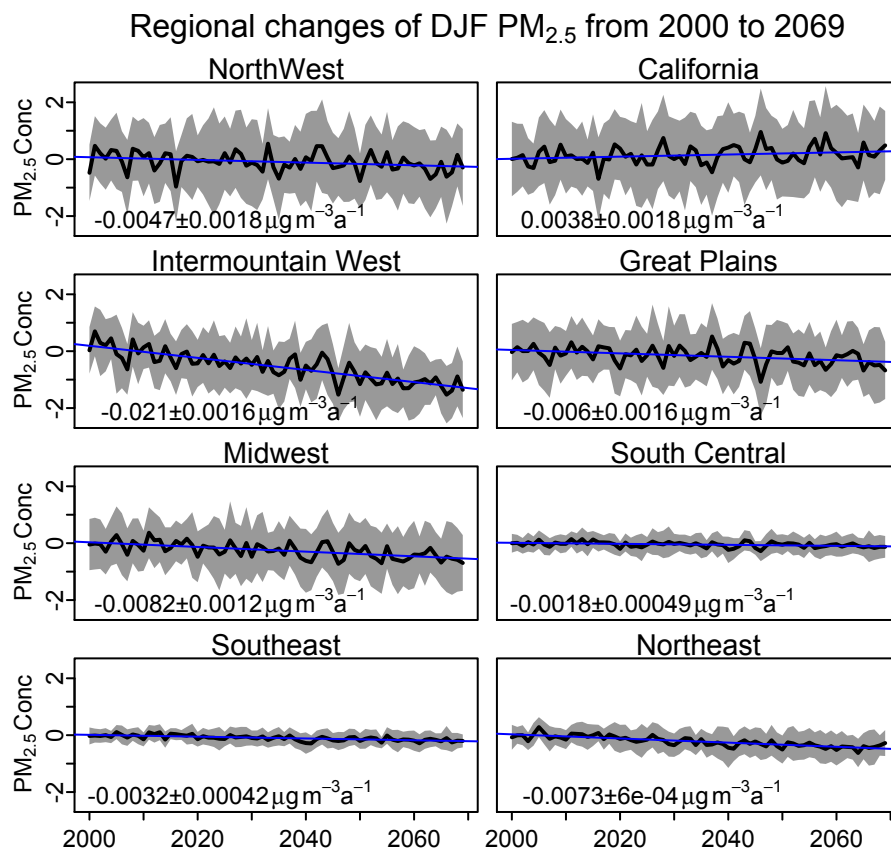 Regional changes of DJF PM2.5 from 2000 to 2069
NorthWest
California
PM2.5 Conc
2
0
-2
-0.0047±0.0018 μg m−3a−1
0.0038±0.0018 μg m−3a−1
Intermountain West
Great Plains
PM2.5 Conc
2
0
-2
-0.021±0.0016 μg m−3a−1
-0.006±0.0016 μg m−3a−1
Midwest
South Central
PM2.5 Conc
2
0
-2
-0.0082±0.0012 μg m−3a−1
-0.0018±0.00049 μg m−3a−1
Southeast
Northeast
PM2.5 Conc
2
0
-2
-0.0032±0.00042 μg m−3a−1
-0.0073±6e-04 μg m−3a−1
2000 2020 2040 2060
2000 2020 2040 2060